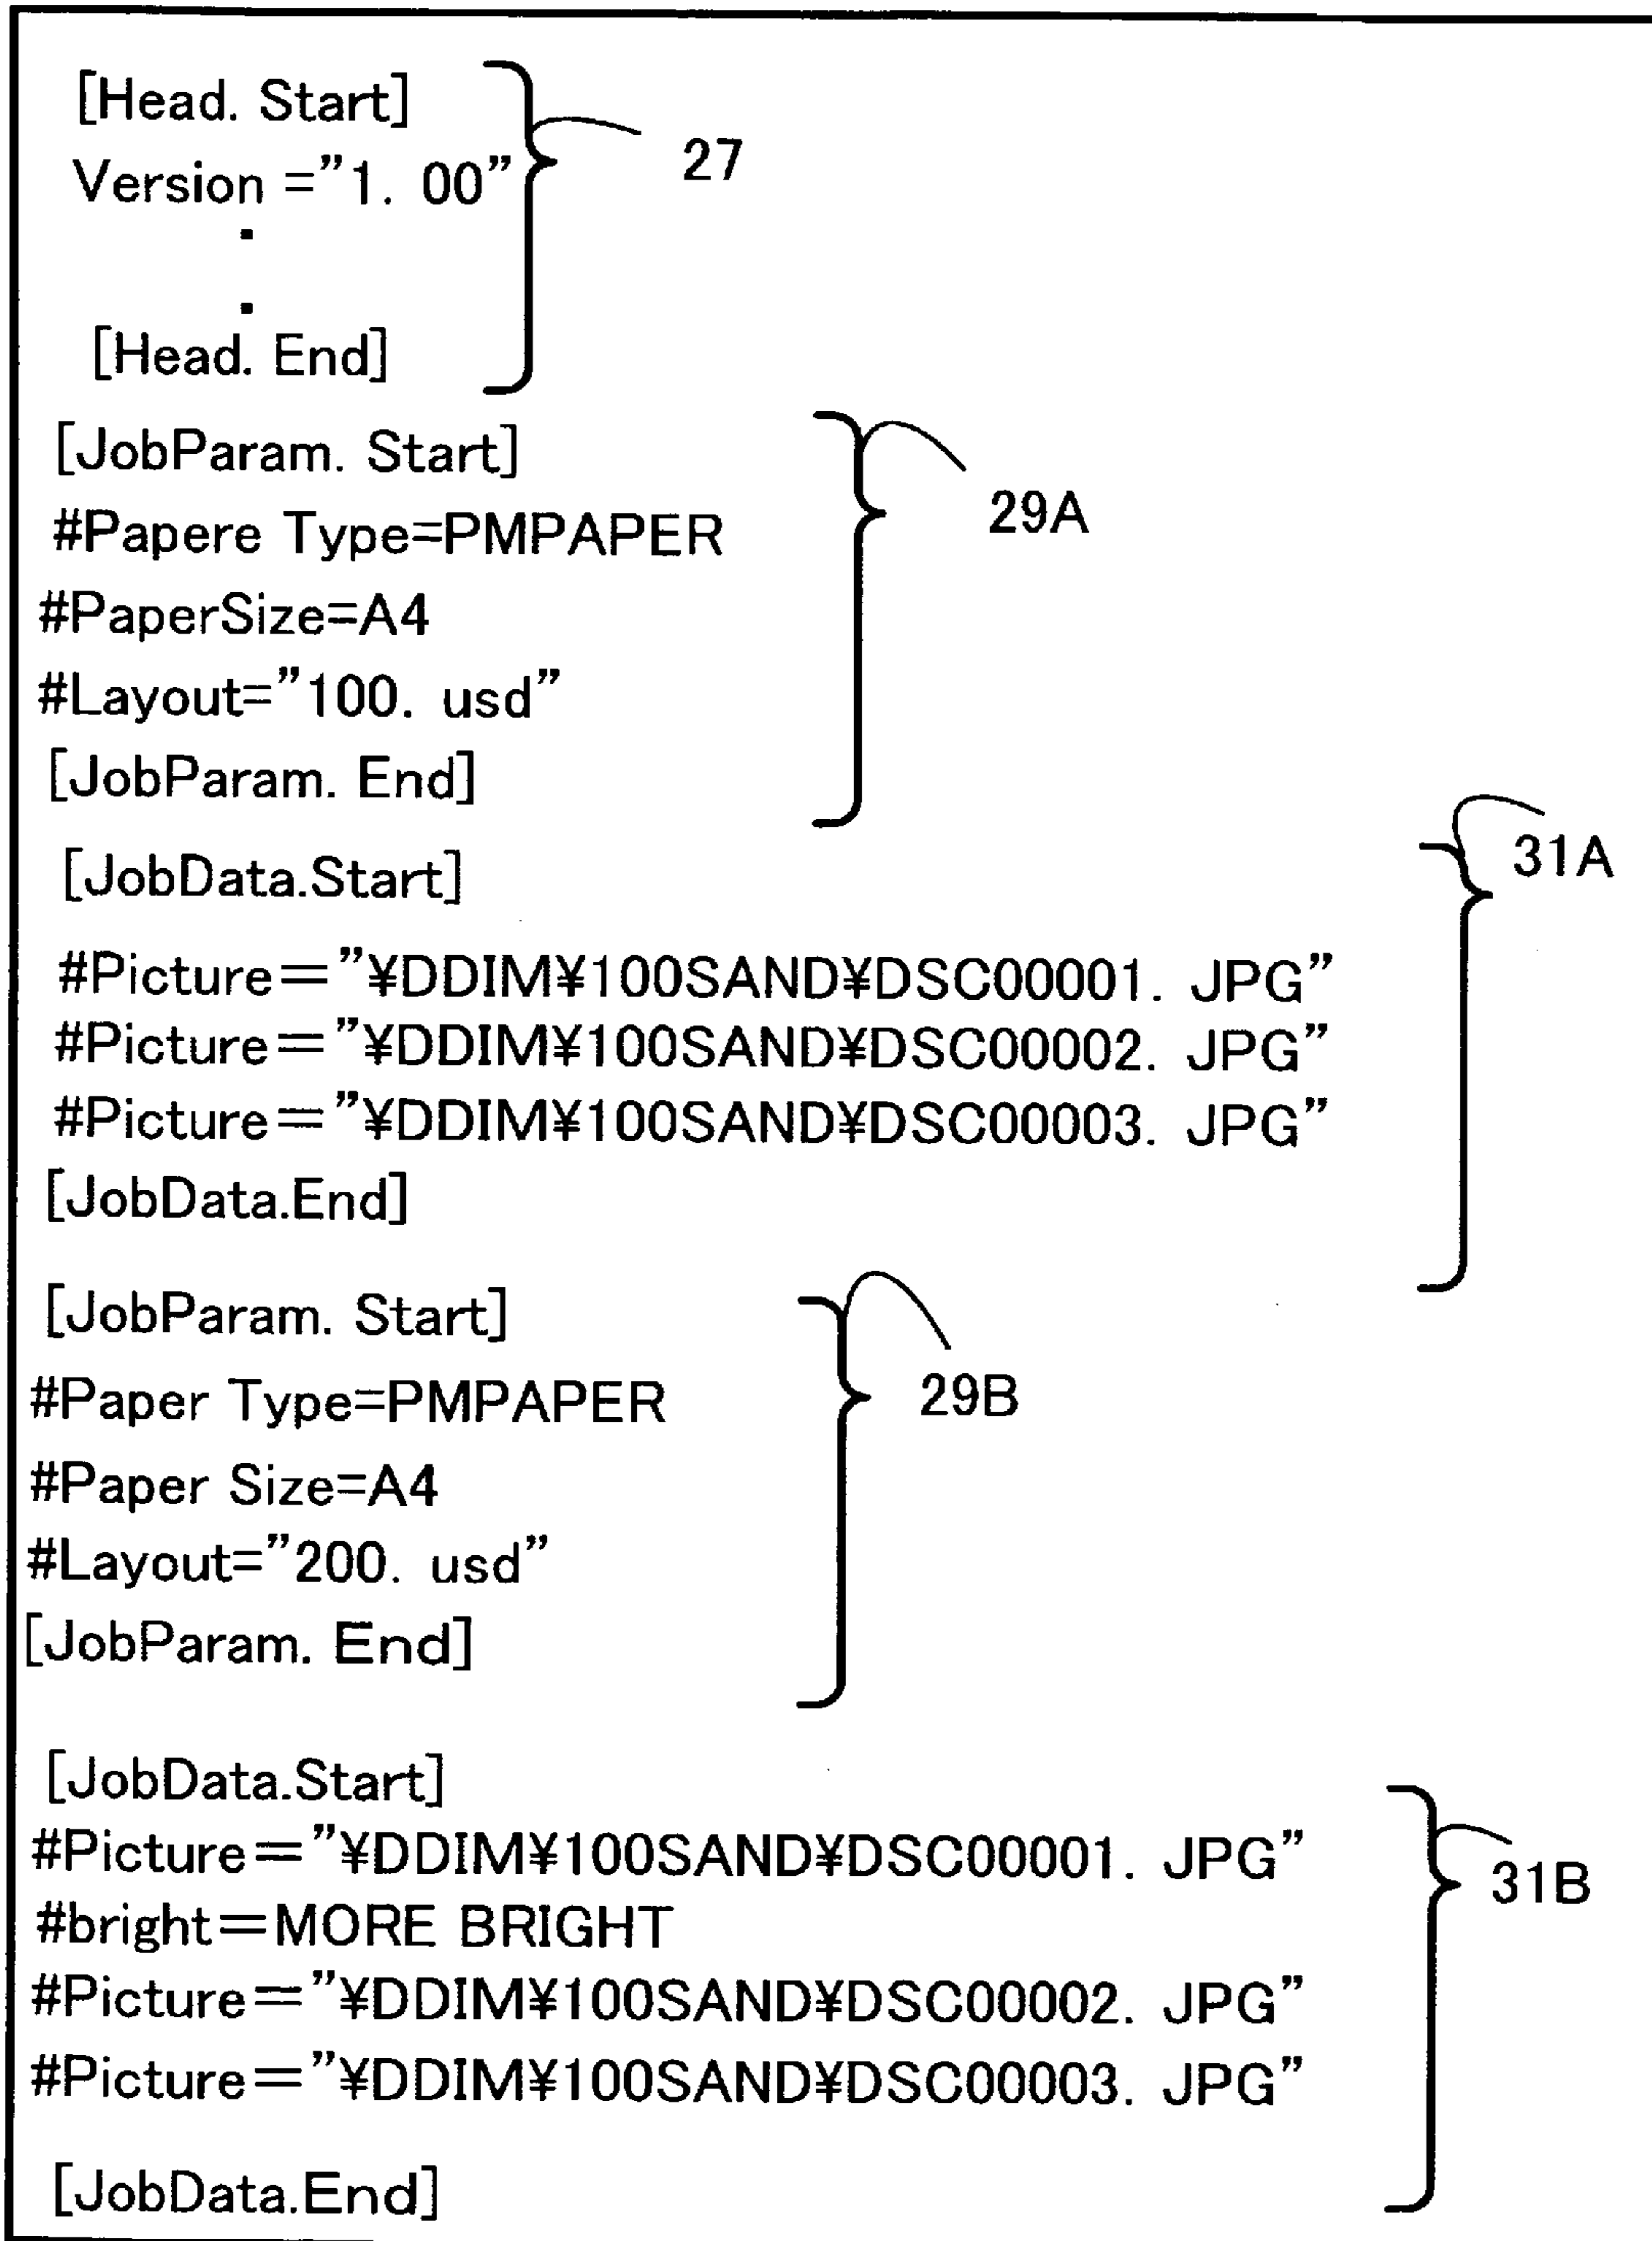 [Head. Start]
Version ="1. 00"
.
.
[Head. End]
27
[JobParam. Start]
#Papere Type=PMPAPER
#PaperSize=A4
#Layout="100. usd"
[JobParam. End]
29A
[JobData.Start]
#Picture="¥DDIM¥100SAND¥DSC00001. JPG"
#Picture="¥DDIM¥100SAND¥DSC00002. JPG"
#Picture="¥DDIM¥100SAND¥DSC00003. JPG"
[JobData.End]
31A
[JobParam. Start]
#Paper Type=PMPAPER
#Paper Size=A4
#Layout="200. usd"
[JobParam. End]
29B
[JobData.Start]
#Picture="¥DDIM¥100SAND¥DSC00001. JPG"
#bright=MORE BRIGHT
#Picture="¥DDIM¥100SAND¥DSC00002. JPG"
#Picture="¥DDIM¥100SAND¥DSC00003. JPG"
[JobData.End]
31B